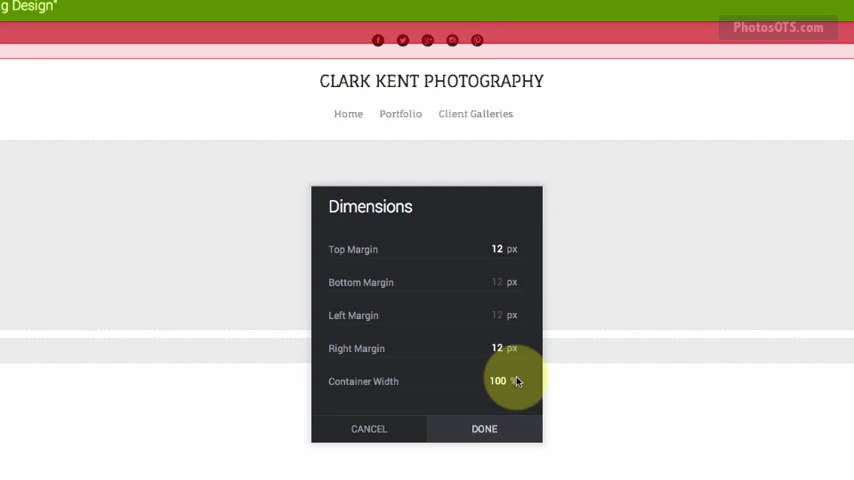 g Design"
PhotosOTS.com
CLARK KENT PHOTOGRAPHY
Home Portfolio Client Galleries
Dimensions
Top Margin 12 px
Bottom Margin 12 px
Left Margin 12 px
Right Margin 12 px
Container Width 100 %
CANCEL DONE